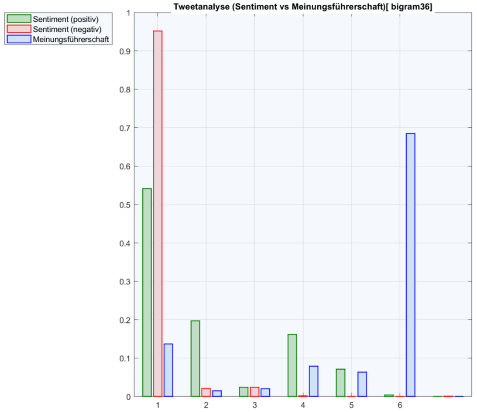 Tweetanalyse (Sentiment vs Meinungsführerschaft)[ bigram36]
Sentiment (positiv)
Sentiment (negativ)
Meinungsführerschaft
1
0.9
0.8
0.7
0.6
0.5
0.4
0.3
0.2
0.1
0
1 2 3 4 5 6